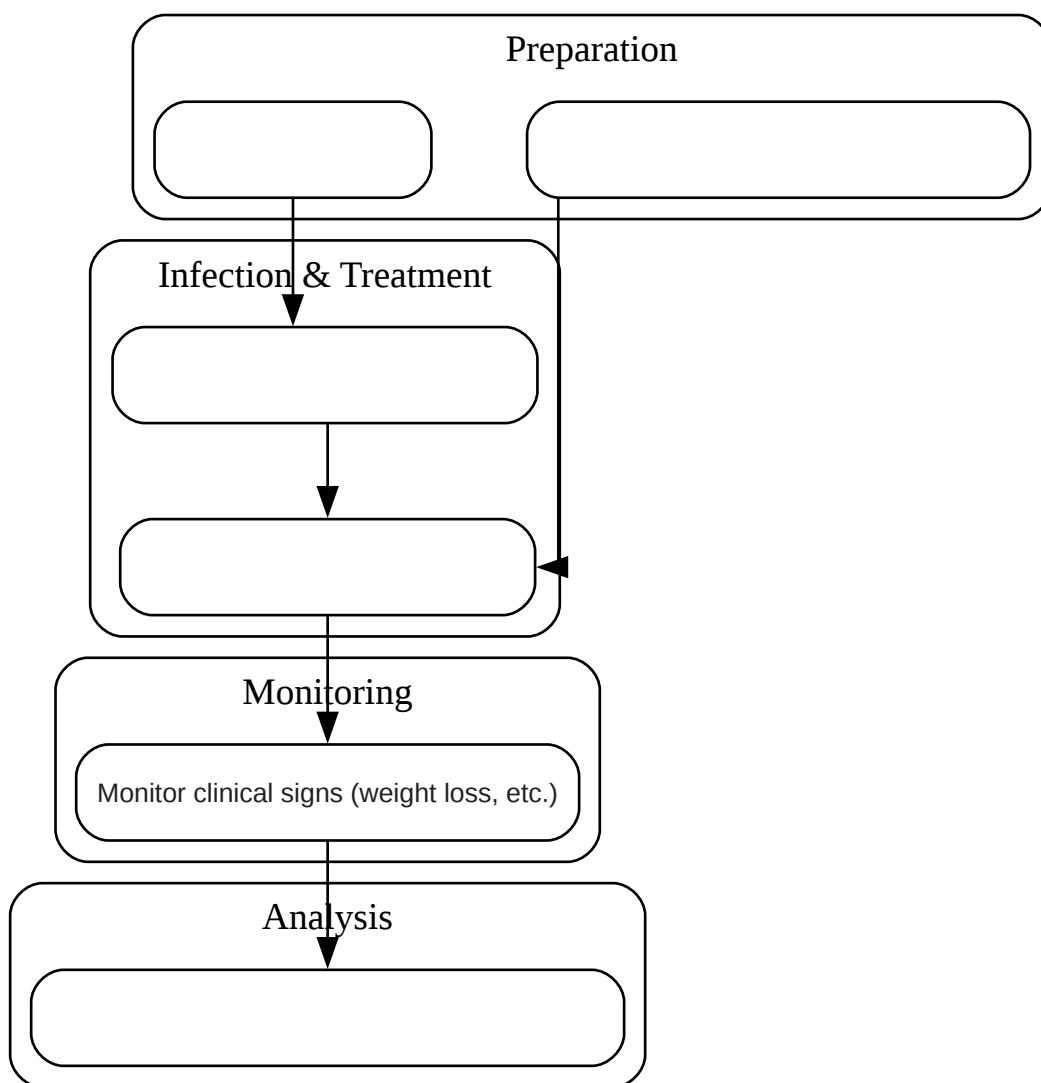 Preparation
Infection & Treatment
Monitoring
Monitor clinical signs (weight loss, etc.)
Analysis